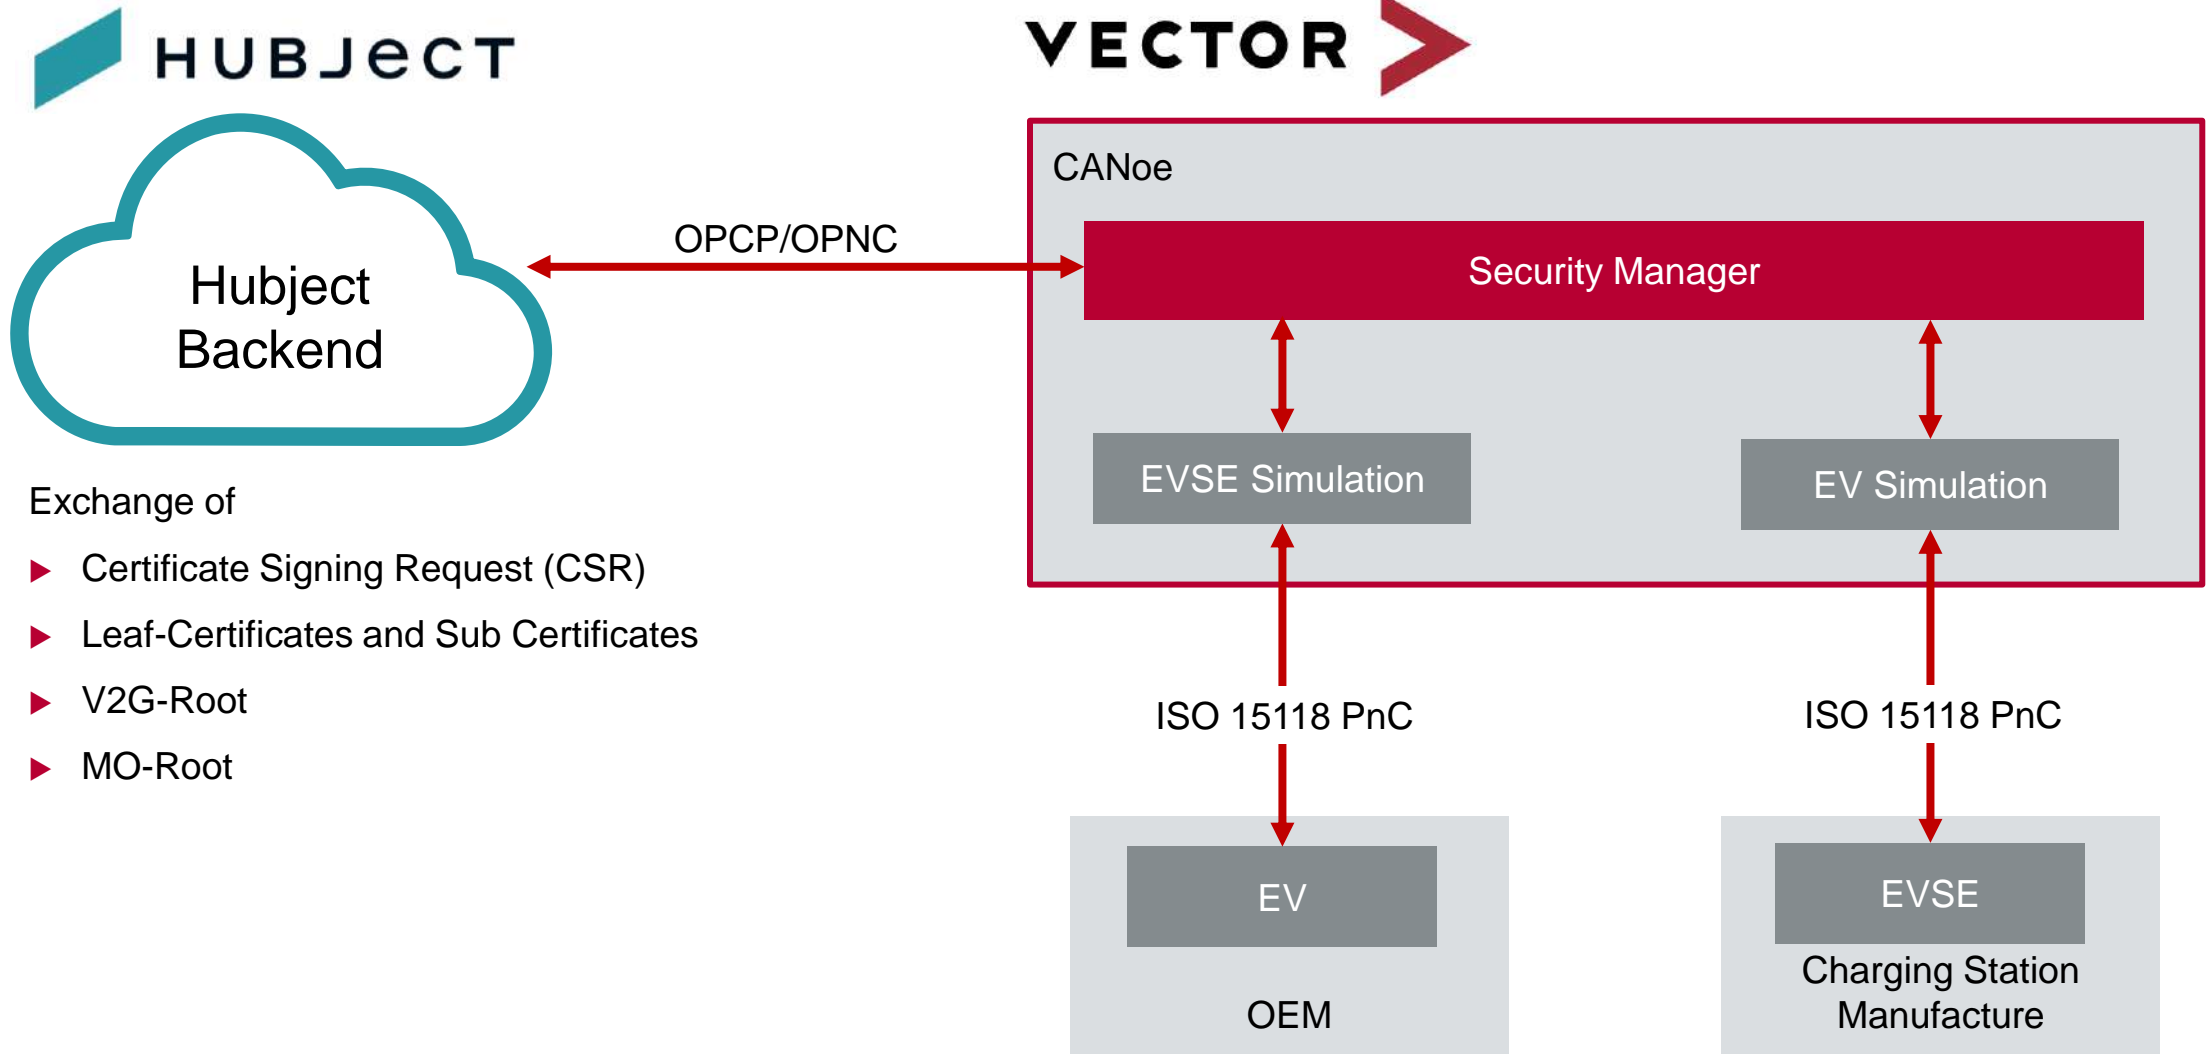 HUBJECT
VECTOR
CANoe
OPCP/OPNC
Security Manager
Hubject
Backend
EVSE Simulation
EV Simulation
Exchange of
Certificate Signing Request (CSR)
Leaf-Certificates and Sub Certificates
V2G-Root
MO-Root
ISO 15118 PnC
ISO 15118 PnC
EV
OEM
EVSE
Charging Station
Manufacture